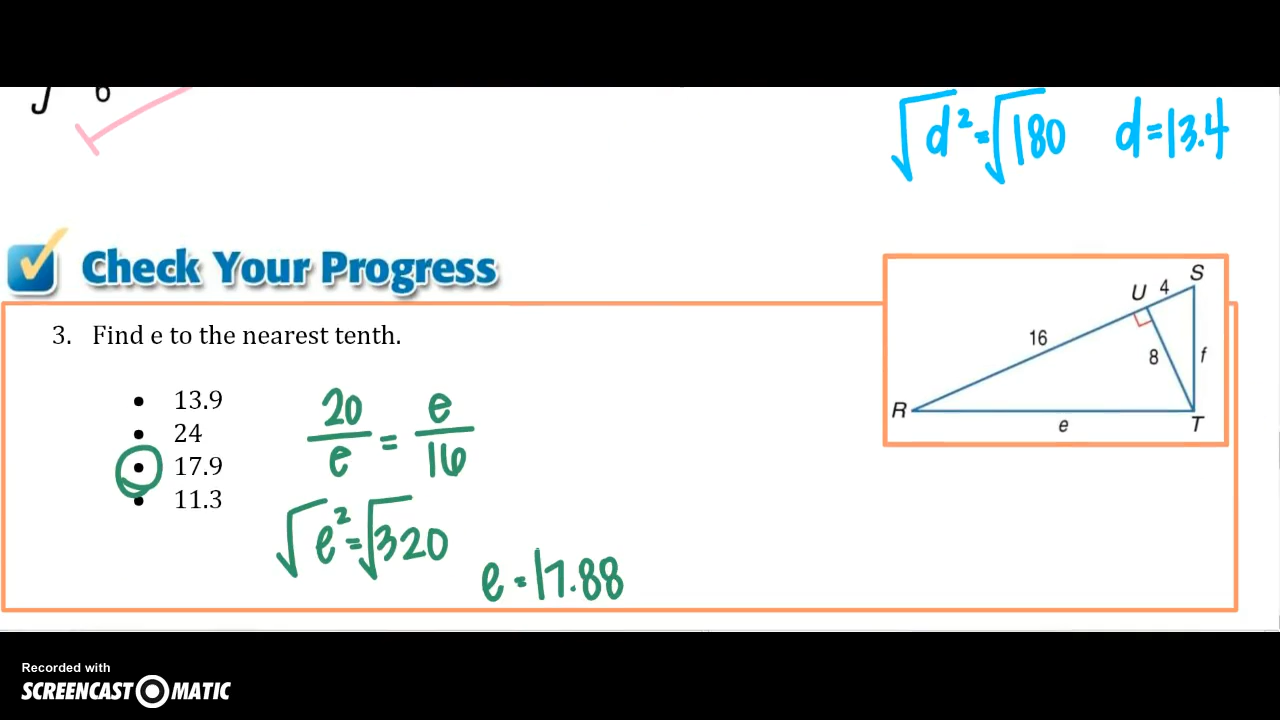 J 6
√d² = √180 d = 13.4
Check Your Progress
3. Find e to the nearest tenth.
• 13.9
• 24
• 17.9
• 11.3
20/e = e/16
√e² = √320
e = 17.88
S
U 4
16
8 f
R
e T
Recorded with
SCREENCAST MATIC